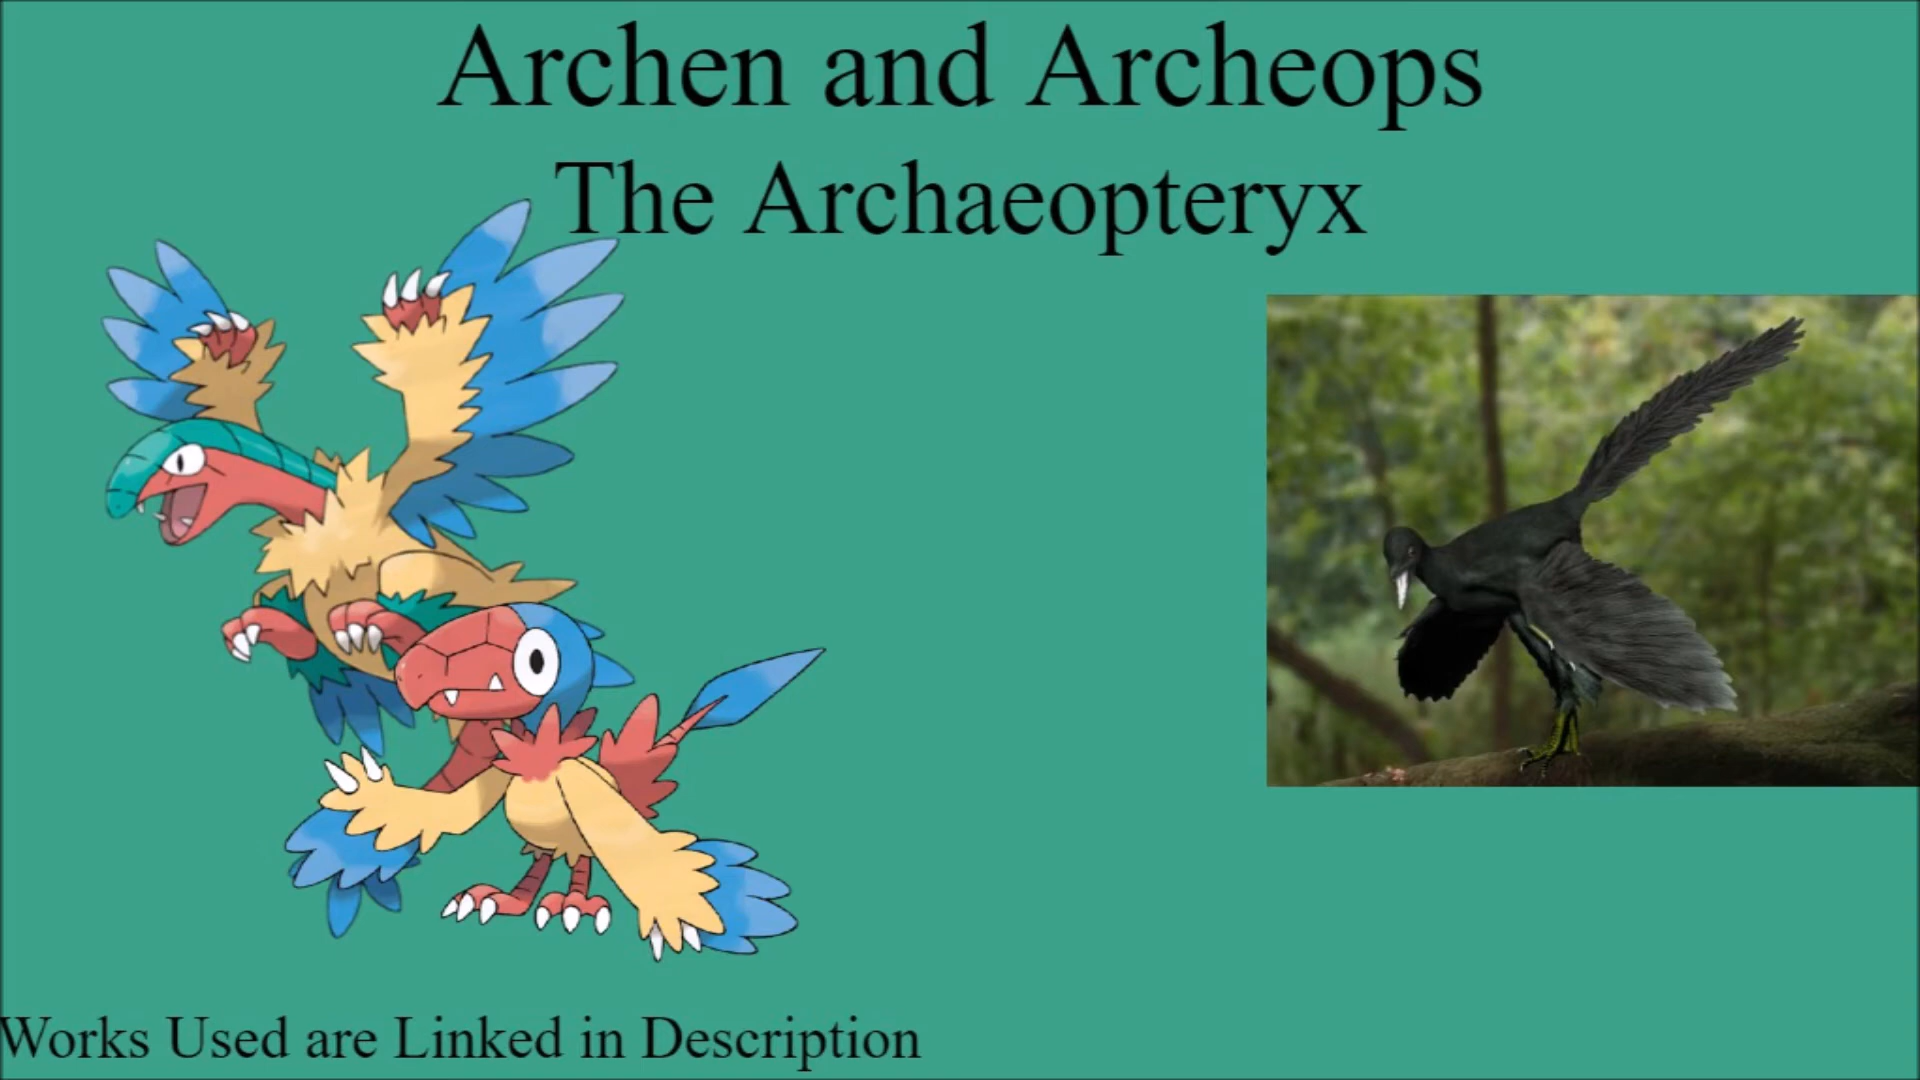 Archen and Archeops
The Archaeopteryx
Works Used are Linked in Description